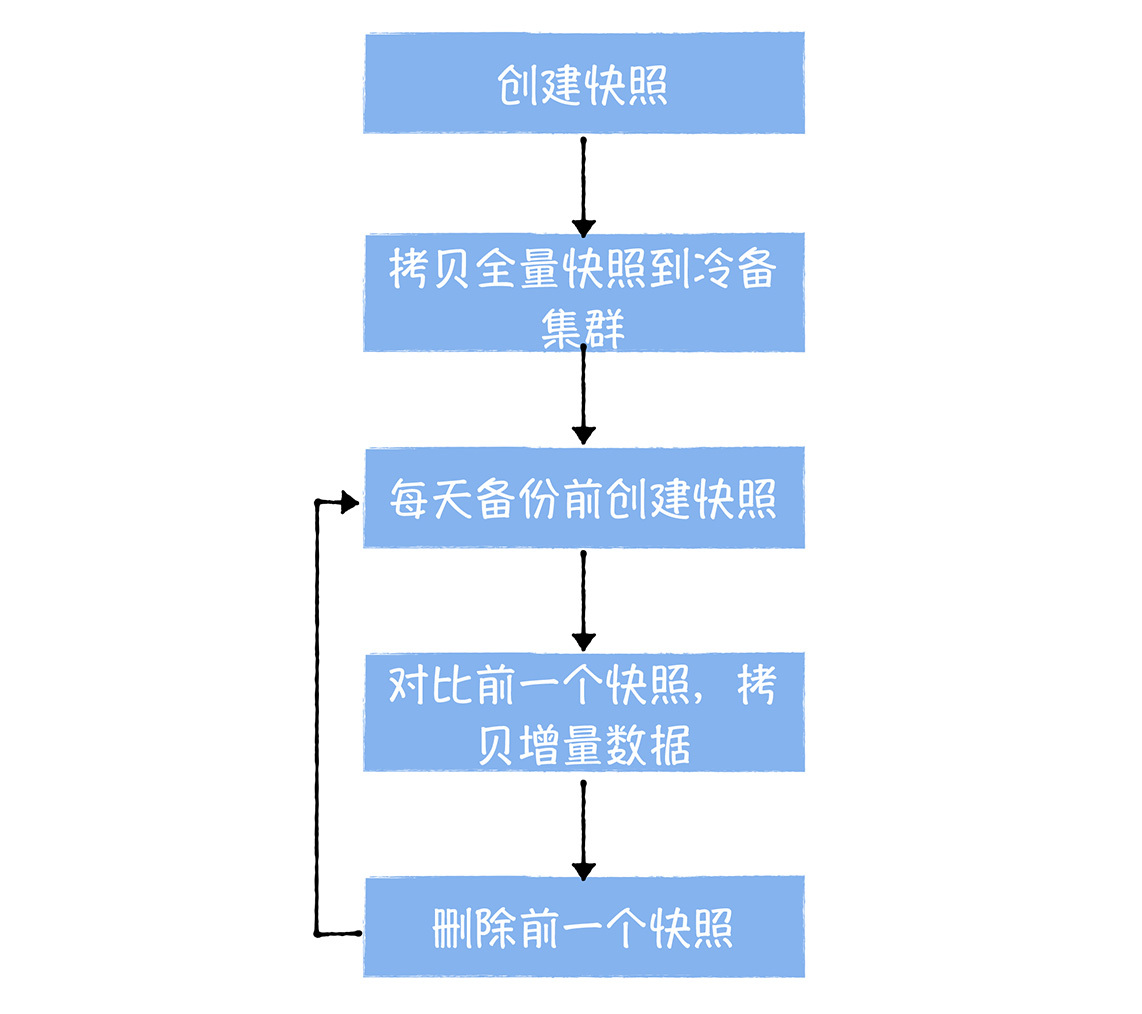 创建快照
拷贝全量快照到冷备
集群
每天备份前创建快照
对比前一个快照，拷
贝增量数据
删除前一个快照